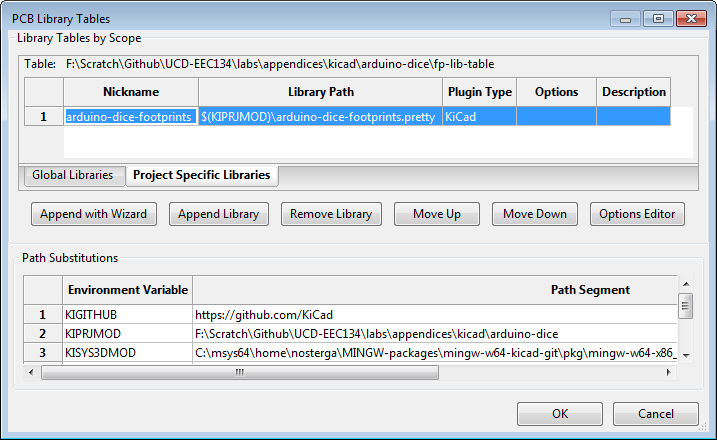 PCB Library Tables
Library Tables by Scope
Table: F:\Scratch\Github\UCD-EEC134\labs\appendices\kicad\arduino-dice\fp-lib-table
Nickname Library Path Plugin Type Options Description
1 arduino-dice-footprints $(KIPRJMOD)\arduino-dice-footprints.pretty KiCad
Global Libraries Project Specific Libraries
Append with Wizard Append Library Remove Library Move Up Move Down Options Editor
Path Substitutions
Environment Variable Path Segment
1 KIGITHUB https://github.com/KiCad
2 KIPRJMOD F:\Scratch\Github\UCD-EEC134\labs\appendices\kicad\arduino-dice
3 KISYS3DMOD C:\msys64\home\nosterga\MINGW-packages\mingw-w64-kicad-git\pkg\mingw-w64-x86_
OK Cancel